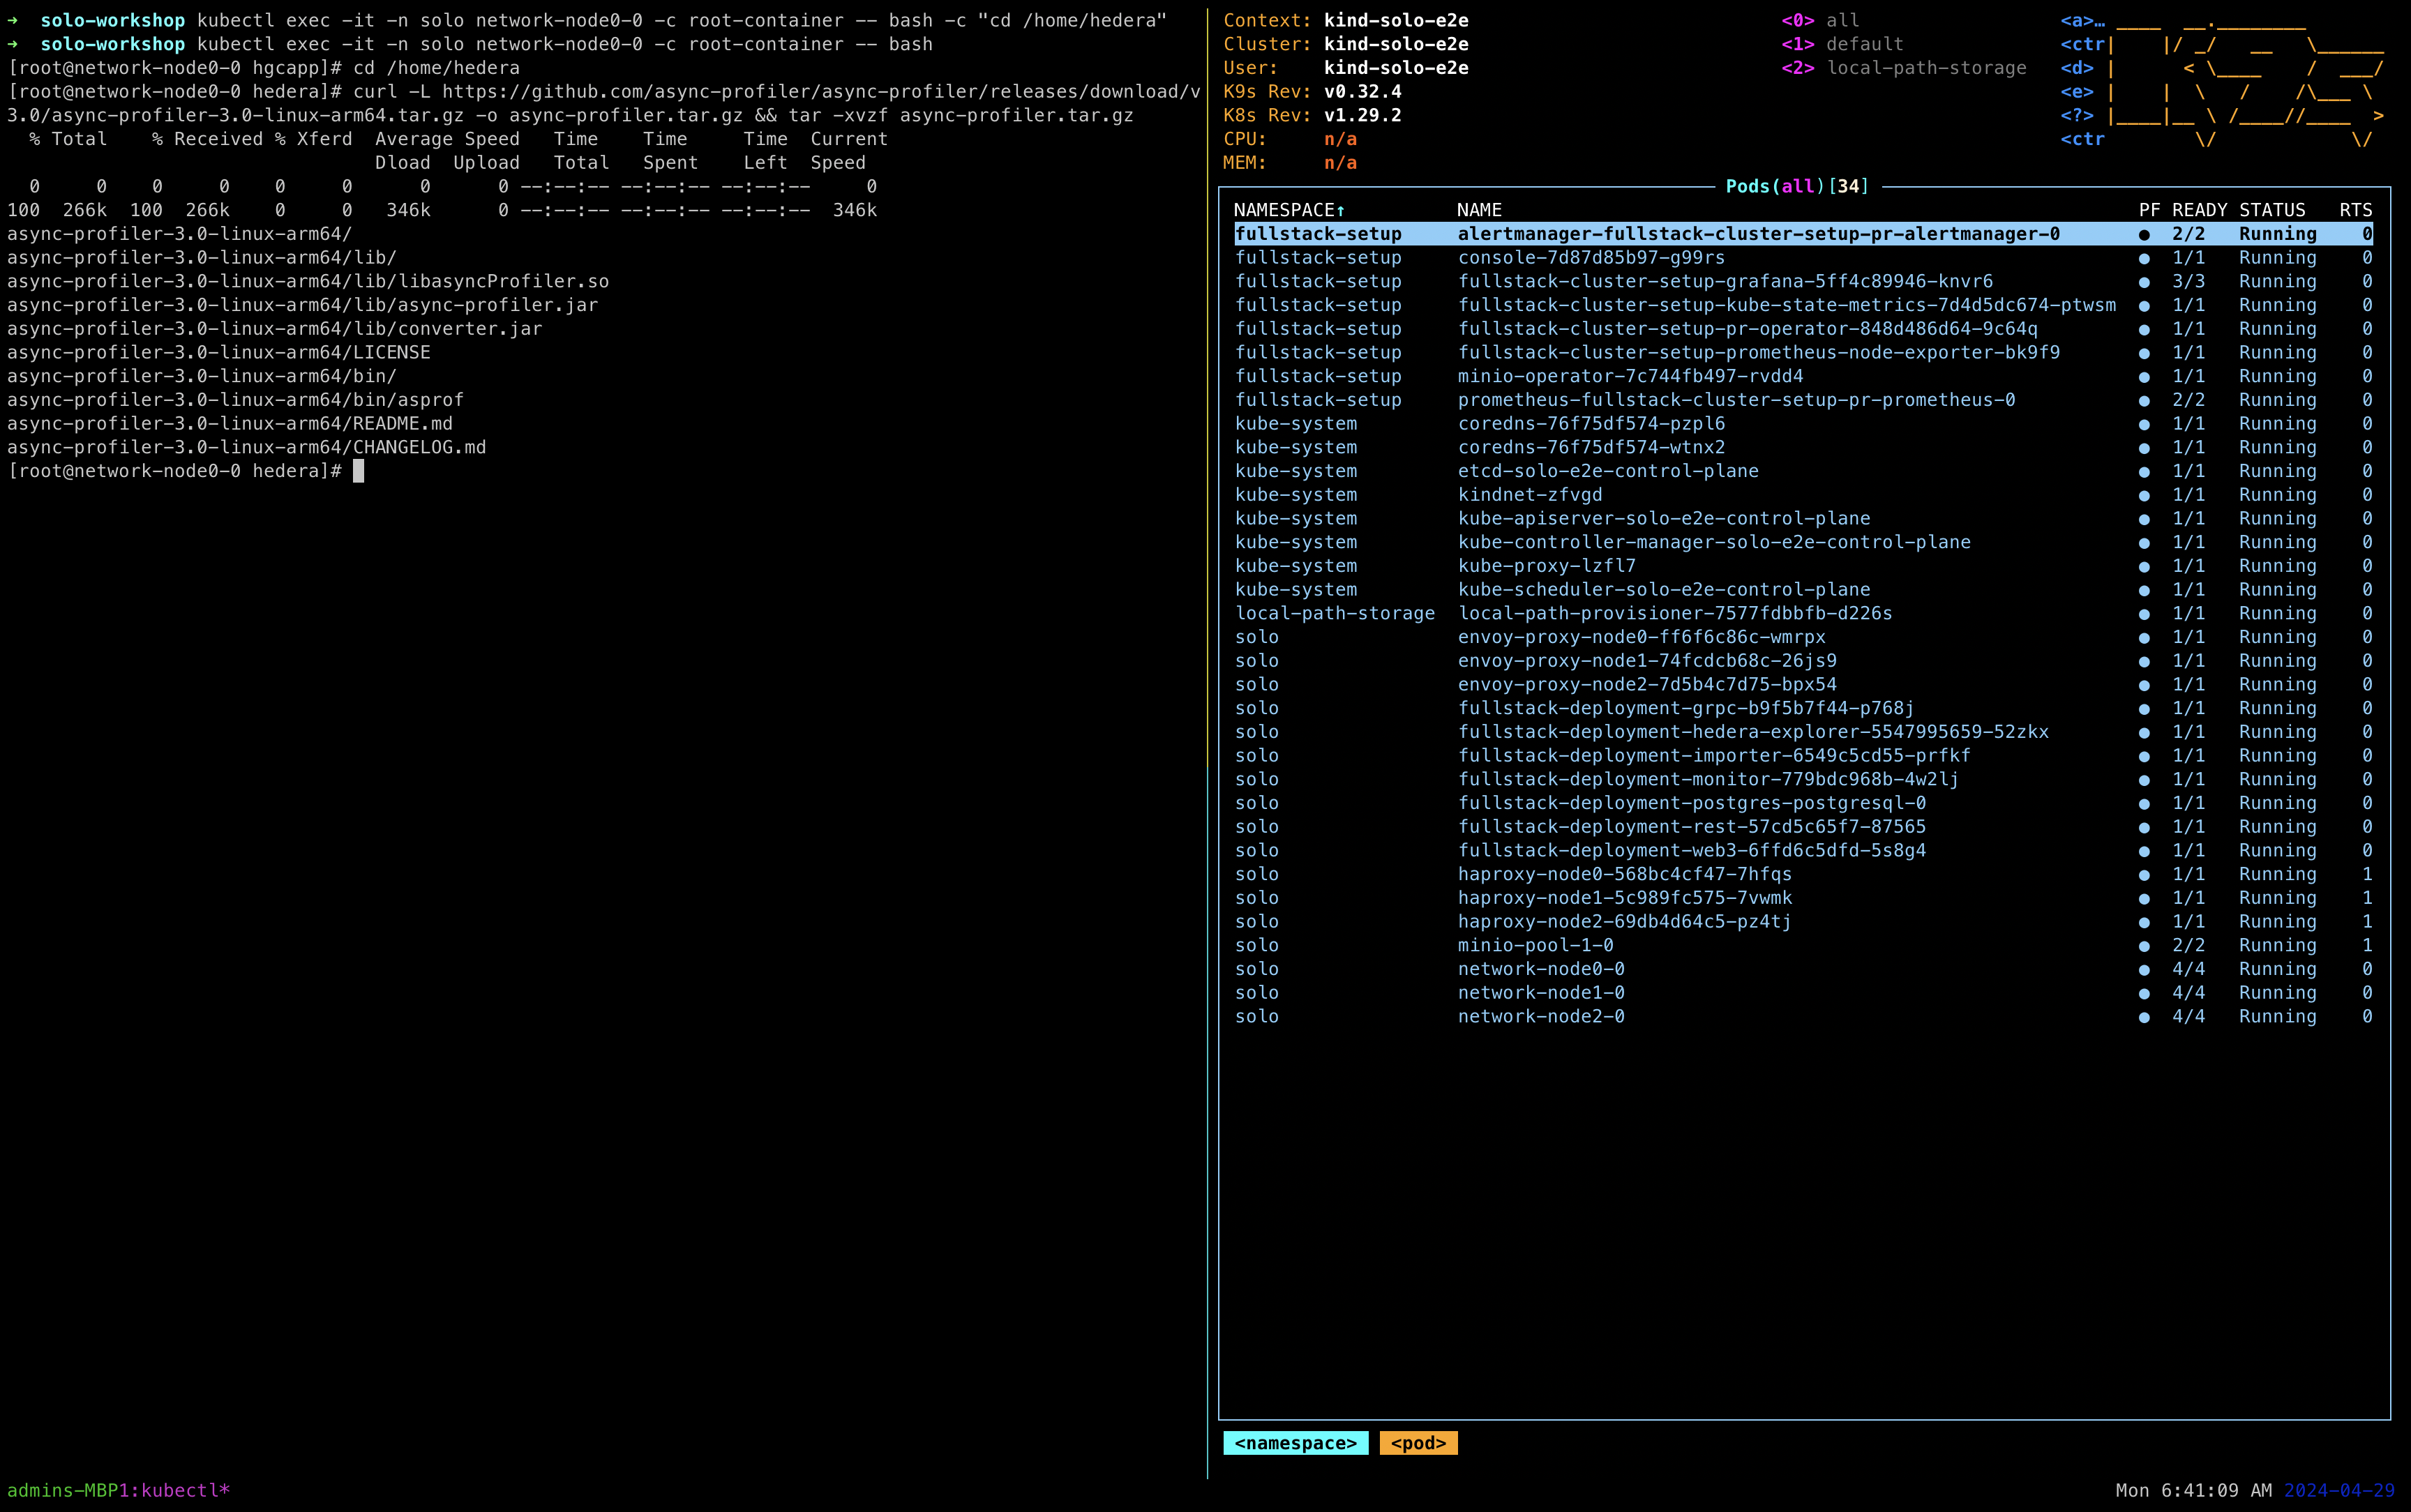 ➜  solo-workshop kubectl exec -it -n solo network-node0-0 -c root-container -- bash -c "cd /home/hedera"
➜  solo-workshop kubectl exec -it -n solo network-node0-0 -c root-container -- bash
[root@network-node0-0 hgcapp]# cd /home/hedera
[root@network-node0-0 hedera]# curl -L https://github.com/async-profiler/async-profiler/releases/download/v
3.0/async-profiler-3.0-linux-arm64.tar.gz -o async-profiler.tar.gz && tar -xvzf async-profiler.tar.gz
  % Total    % Received % Xferd  Average Speed   Time    Time     Time  Current
                                 Dload  Upload   Total   Spent    Left  Speed
  0     0    0     0    0     0      0      0 --:--:-- --:--:-- --:--:--     0
100  266k  100  266k    0     0   346k      0 --:--:-- --:--:-- --:--:--  346k
async-profiler-3.0-linux-arm64/
async-profiler-3.0-linux-arm64/lib/
async-profiler-3.0-linux-arm64/lib/libasyncProfiler.so
async-profiler-3.0-linux-arm64/lib/async-profiler.jar
async-profiler-3.0-linux-arm64/lib/converter.jar
async-profiler-3.0-linux-arm64/LICENSE
async-profiler-3.0-linux-arm64/bin/
async-profiler-3.0-linux-arm64/bin/asprof
async-profiler-3.0-linux-arm64/README.md
async-profiler-3.0-linux-arm64/CHANGELOG.md
[root@network-node0-0 hedera]#
Context: kind-solo-e2e <0> all <a>…
Cluster: kind-solo-e2e <1> default <ctr
User: kind-solo-e2e <2> local-path-storage <d>
K9s Rev: v0.32.4 <e>
K8s Rev: v1.29.2 <?>
CPU: n/a <ctr
MEM: n/a
Pods(all)[34]
NAMESPACE↑ NAME PF READY STATUS RTS
fullstack-setup alertmanager-fullstack-cluster-setup-pr-alertmanager-0 ● 2/2 Running 0
fullstack-setup console-7d87d85b97-g99rs ● 1/1 Running 0
fullstack-setup fullstack-cluster-setup-grafana-5ff4c89946-knvr6 ● 3/3 Running 0
fullstack-setup fullstack-cluster-setup-kube-state-metrics-7d4d5dc674-ptwsm ● 1/1 Running 0
fullstack-setup fullstack-cluster-setup-pr-operator-848d486d64-9c64q ● 1/1 Running 0
fullstack-setup fullstack-cluster-setup-prometheus-node-exporter-bk9f9 ● 1/1 Running 0
fullstack-setup minio-operator-7c744fb497-rvdd4 ● 1/1 Running 0
fullstack-setup prometheus-fullstack-cluster-setup-pr-prometheus-0 ● 2/2 Running 0
kube-system coredns-76f75df574-pzpl6 ● 1/1 Running 0
kube-system coredns-76f75df574-wtnx2 ● 1/1 Running 0
kube-system etcd-solo-e2e-control-plane ● 1/1 Running 0
kube-system kindnet-zfvgd ● 1/1 Running 0
kube-system kube-apiserver-solo-e2e-control-plane ● 1/1 Running 0
kube-system kube-controller-manager-solo-e2e-control-plane ● 1/1 Running 0
kube-system kube-proxy-lzfl7 ● 1/1 Running 0
kube-system kube-scheduler-solo-e2e-control-plane ● 1/1 Running 0
local-path-storage local-path-provisioner-7577fdbbfb-d226s ● 1/1 Running 0
solo envoy-proxy-node0-ff6f6c86c-wmrpx ● 1/1 Running 0
solo envoy-proxy-node1-74fcdcb68c-26js9 ● 1/1 Running 0
solo envoy-proxy-node2-7d5b4c7d75-bpx54 ● 1/1 Running 0
solo fullstack-deployment-grpc-b9f5b7f44-p768j ● 1/1 Running 0
solo fullstack-deployment-hedera-explorer-5547995659-52zkx ● 1/1 Running 0
solo fullstack-deployment-importer-6549c5cd55-prfkf ● 1/1 Running 0
solo fullstack-deployment-monitor-779bdc968b-4w2lj ● 1/1 Running 0
solo fullstack-deployment-postgres-postgresql-0 ● 1/1 Running 0
solo fullstack-deployment-rest-57cd5c65f7-87565 ● 1/1 Running 0
solo fullstack-deployment-web3-6ffd6c5dfd-5s8g4 ● 1/1 Running 0
solo haproxy-node0-568bc4cf47-7hfqs ● 1/1 Running 1
solo haproxy-node1-5c989fc575-7vwmk ● 1/1 Running 1
solo haproxy-node2-69db4d64c5-pz4tj ● 1/1 Running 1
solo minio-pool-1-0 ● 2/2 Running 1
solo network-node0-0 ● 4/4 Running 0
solo network-node1-0 ● 4/4 Running 0
solo network-node2-0 ● 4/4 Running 0
<namespace> <pod>
admins-MBP1:kubectl* Mon 6:41:09 AM 2024-04-29